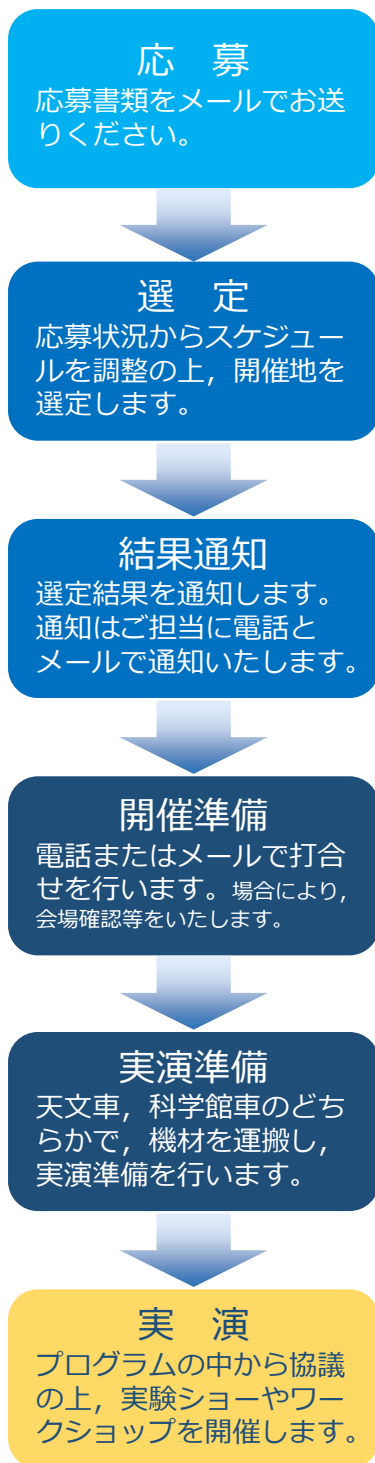 応　募
応募書類をメールでお送
りください。
選　定
応募状況からスケジュー
ルを調整の上，開催地を
選定します。
結果通知
選定結果を通知します。
通知はご担当に電話と
メールで通知いたします。
開催準備
電話またはメールで打合
せを行います。場合により，
会場確認等をいたします。
実演準備
天文車，科学館車のどち
らかで，機材を運搬し，
実演準備を行います。
実　演
プログラムの中から協議
の上，実験ショーやワー
クショップを開催します。